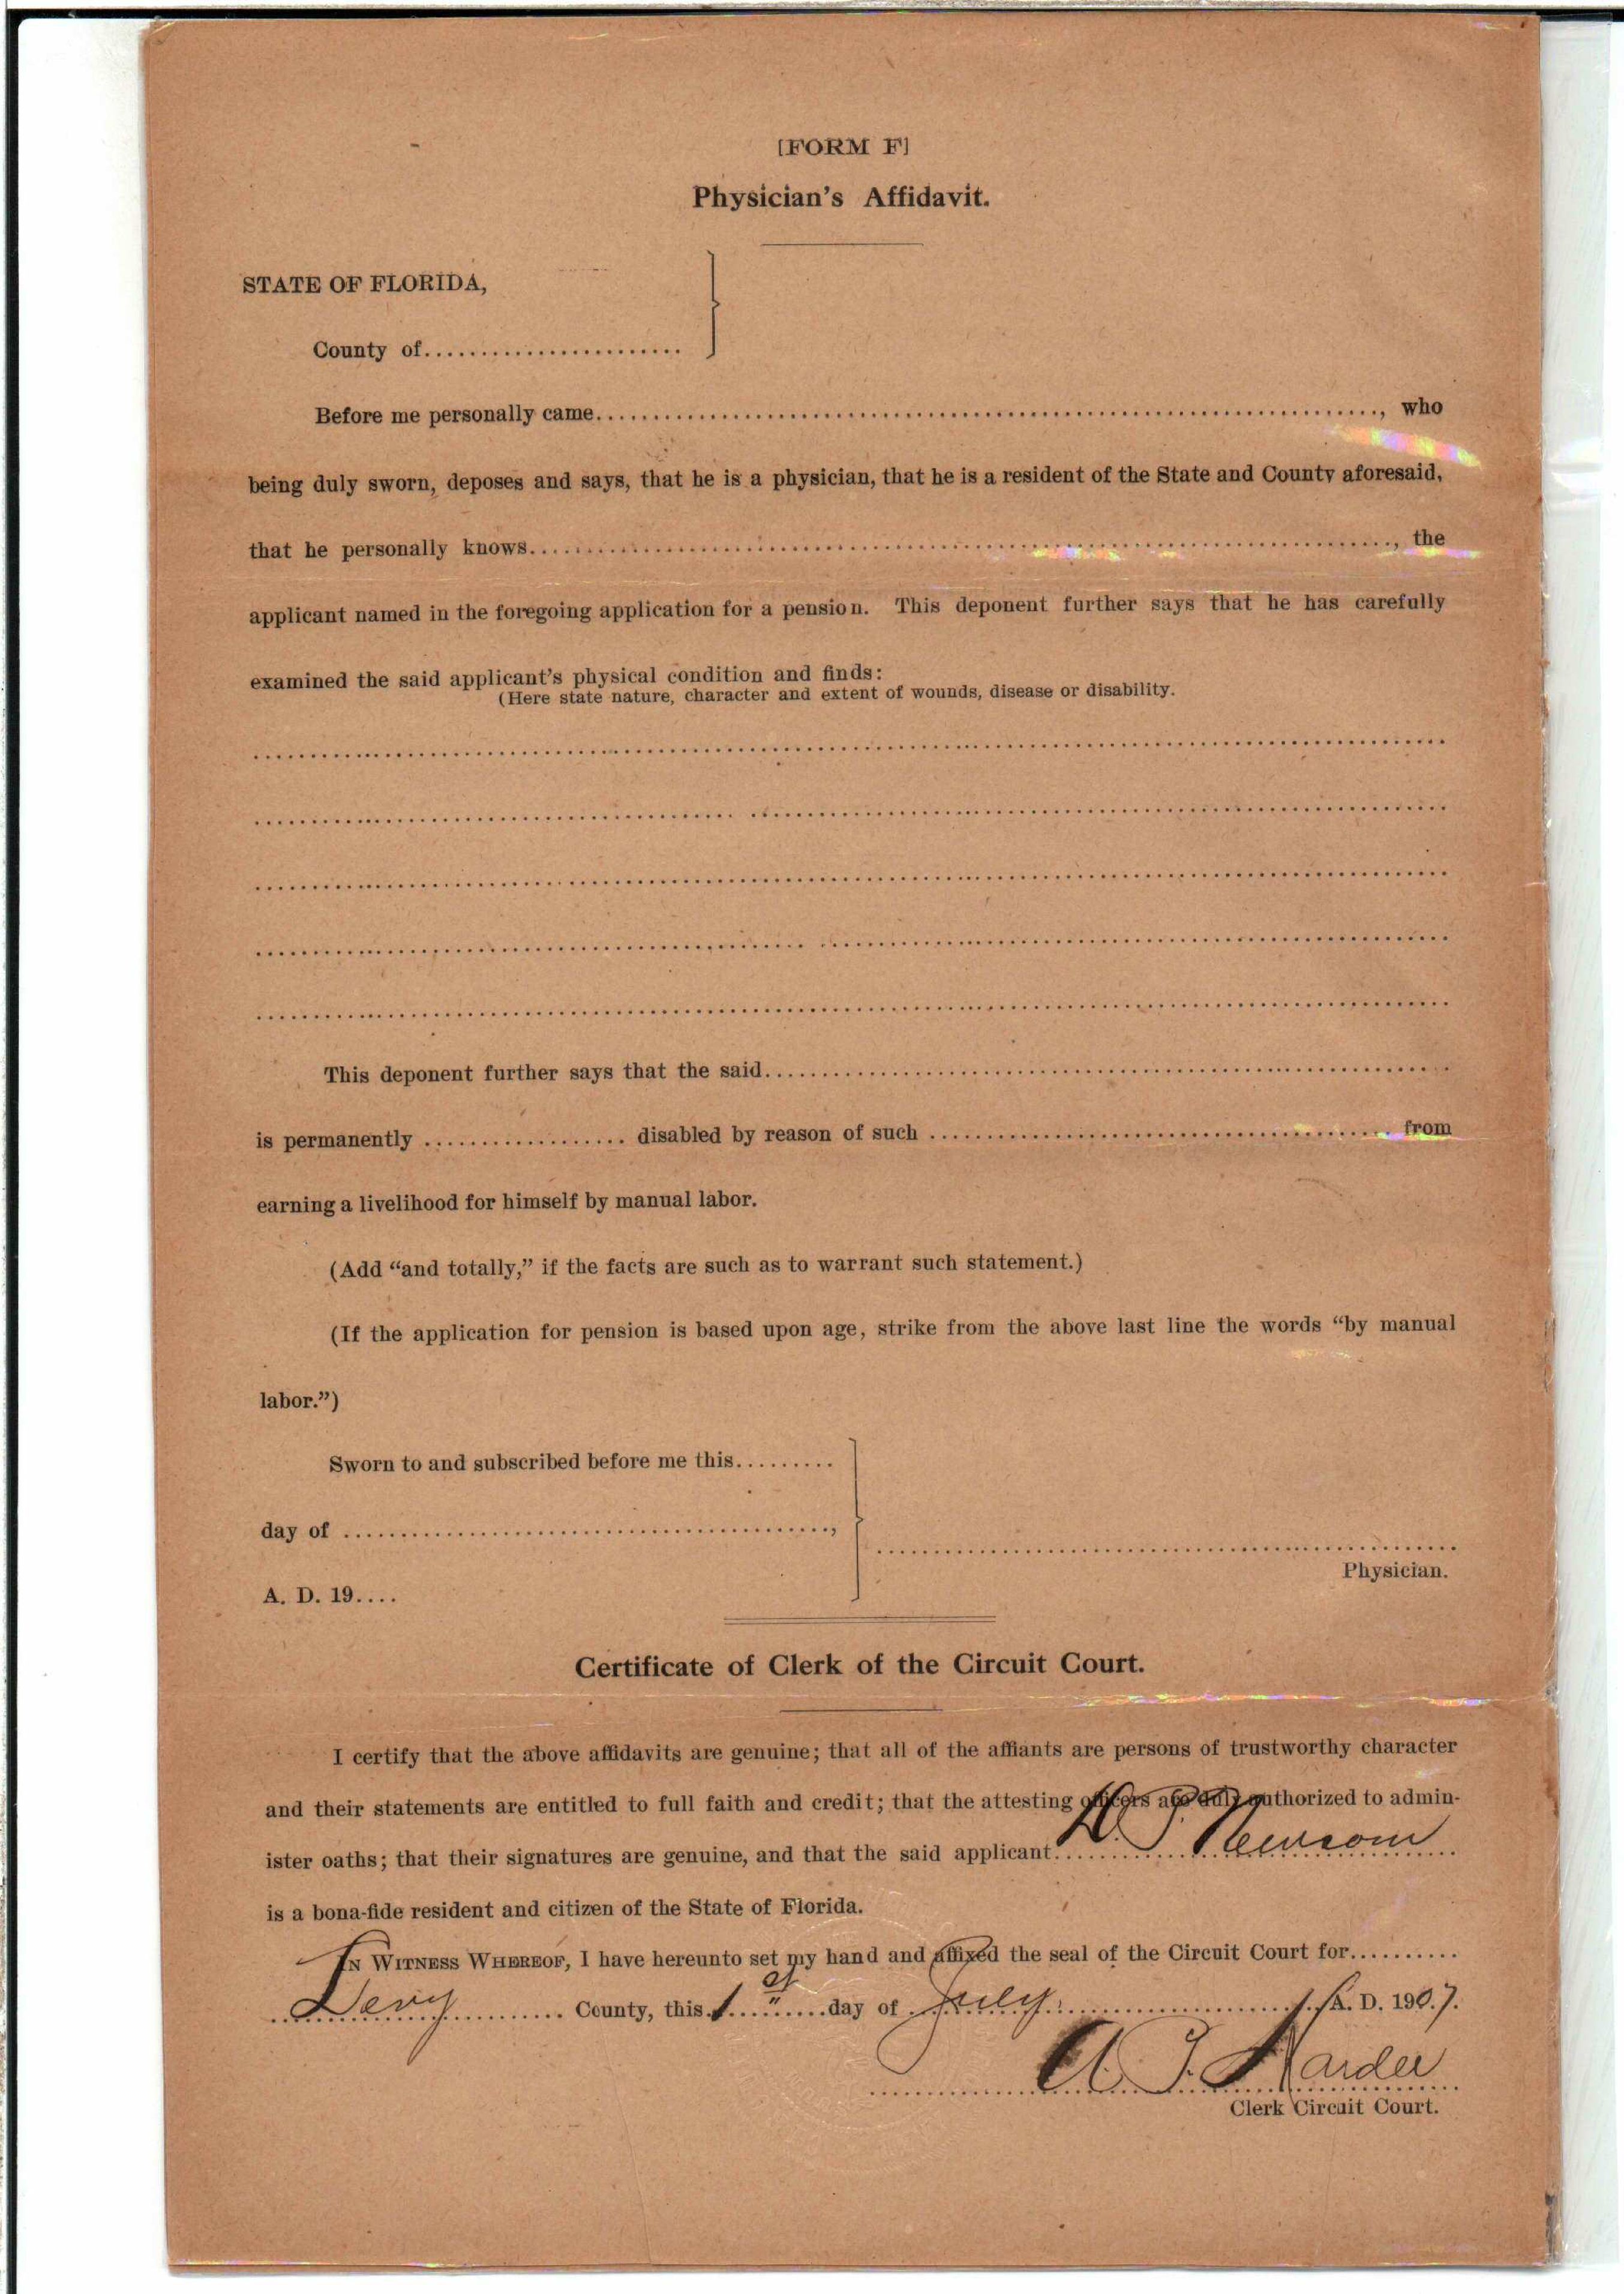 [FORM F]
Physician's Affidavit.
STATE OF FLORIDA,
County of........................
Before me personally came........................................................................, who
being duly sworn, deposes and says, that he is a physician, that he is a resident of the State and County aforesaid,
that he personally knows..............................................................................., the
applicant named in the foregoing application for a pension. This deponent further says that he has carefully
examined the said applicant's physical condition and finds:
(Here state nature, character and extent of wounds, disease or disability.
This deponent further says that the said................................................................
is permanently .................. disabled by reason of such ........................................ from
earning a livelihood for himself by manual labor.
(Add “and totally,” if the facts are such as to warrant such statement.)
(If the application for pension is based upon age, strike from the above last line the words “by manual
labor.”)
Sworn to and subscribed before me this.........
day of ............................................,
Physician.
A. D. 19....
Certificate of Clerk of the Circuit Court.
I certify that the above affidavits are genuine; that all of the affiants are persons of trustworthy character
and their statements are entitled to full faith and credit; that the attesting officers are duly authorized to admin-
ister oaths; that their signatures are genuine, and that the said applicant. Newsom
is a bona-fide resident and citizen of the State of Florida.
IN WITNESS WHEREOF, I have hereunto set my hand and affixed the seal of the Circuit Court for..........
Levy County, this 1st day of July A. D. 1907.
Clerk Circuit Court.